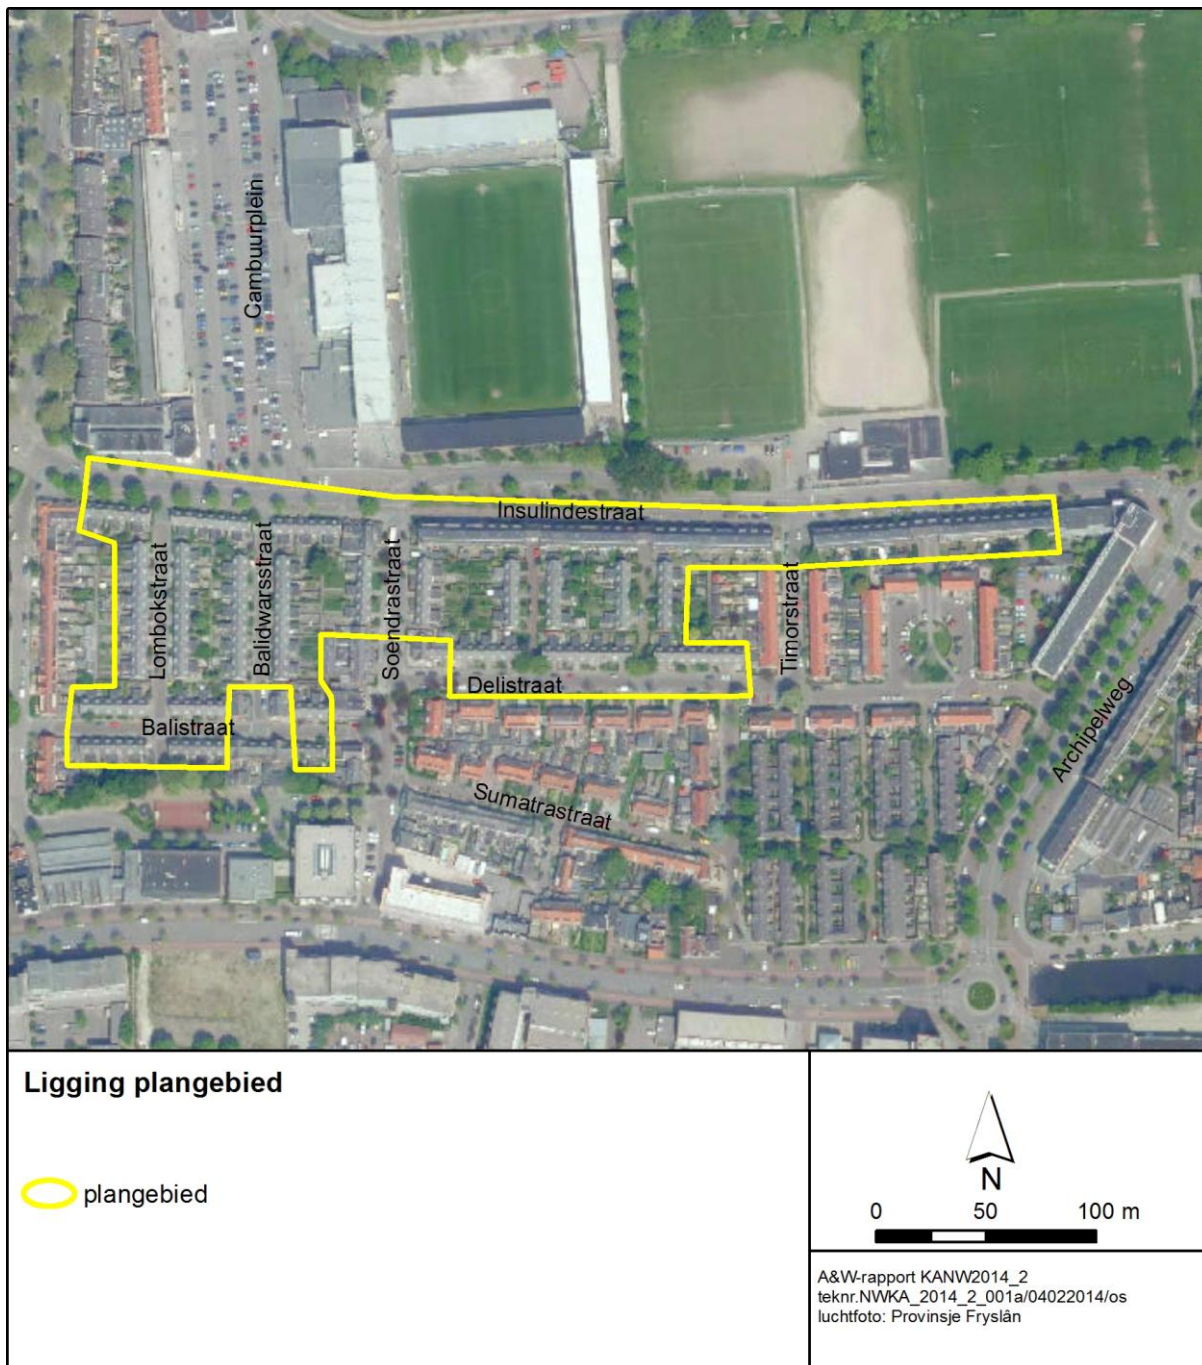 Cambuurplein
Insulindestraat
Lombokstraat
Balidwarsstraat
Soendrastraat
Timorstraat
Delistraat
Balistraat
Archipelweg
Sumatrastraat
Ligging plangebied
plangebied
N
0 50 100 m
A&W-rapport KANW2014_2
teknr.NWKA_2014_2_001a/04022014/os
luchtfoto: Provinsje Fryslân